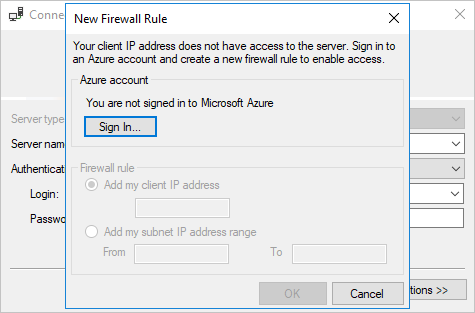 Conne
New Firewall Rule
Your client IP address does not have access to the server. Sign in to
an Azure account and create a new firewall rule to enable access.
Azure account
You are not signed in to Microsoft Azure
Sign In...
Server type
Server name
Authenticat
Login:
Passwo
Firewall rule
Add my client IP address
Add my subnet IP address range
From
To
OK
Cancel
tions >>